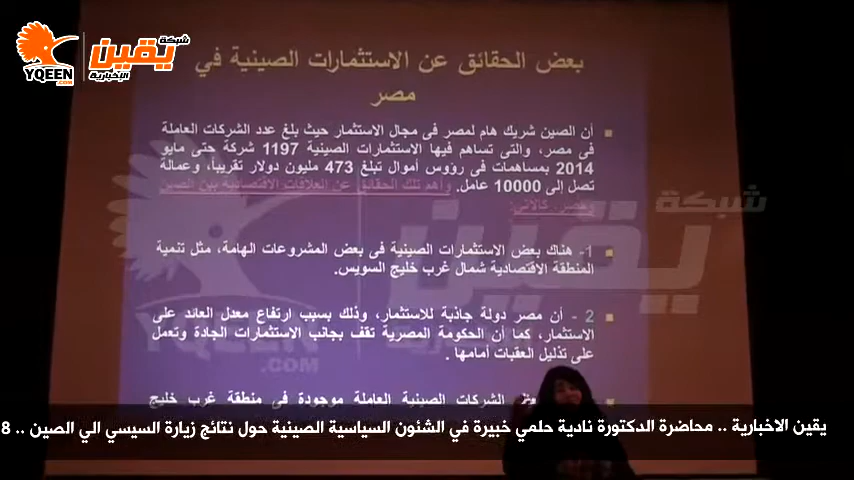 شبكة
يقين
الإخبارية
YQEEN
.COM
بعض الحقائق عن الاستثمارات الصينية في
مصر
أن الصين شريك هام لمصر فى مجال الاستثمار حيث بلغ عدد الشركات العاملة
فى مصر، والتى تساهم فيها الاستثمارات الصينية 1197 شركة حتى مايو
2014 بمساهمات فى رؤوس أموال تبلغ 473 مليون دولار تقريباً، وعمالة
تصل إلى 10000 عامل. وأهم تلك الحقائق عن العلاقات الاقتصادية بين الصين
ومصر، كالاتي:
شبكة
يقين
الإخبارية
YQEEN
.COM
1- هناك بعض الاستثمارات الصينية فى بعض المشروعات الهامة، مثل تنمية
المنطقة الاقتصادية شمال غرب خليج السويس.
2 - أن مصر دولة جاذبة للاستثمار، وذلك بسبب ارتفاع معدل العائد على
الاستثمار، كما أن الحكومة المصرية تقف بجانب الاستثمارات الجادة وتعمل
على تذليل العقبات أمامها .
الشركات الصينية العاملة موجودة فى منطقة غرب خليج
يقين الاخبارية .. محاضرة الدكتورة نادية حلمي خبيرة في الشئون السياسية الصينية حول نتائج زيارة السيسي الي الصين .. 8